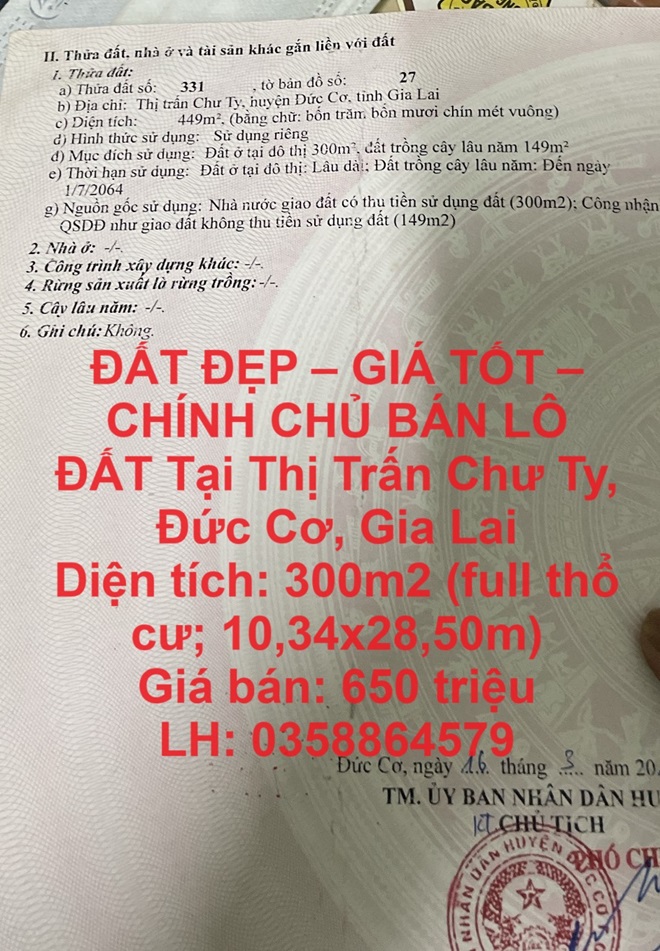 II. Thửa đất, nhà ở và tài sản khác gắn liền với đất
1. Thửa đất:
a) Thửa đất số: 331 , tờ bản đồ số: 27
b) Địa chỉ: Thị trấn Chư Ty, huyện Đức Cơ, tỉnh Gia Lai
c) Diện tích: 449m², (bằng chữ: bốn trăm, bốn mươi chín mét vuông)
d) Hình thức sử dụng: Sử dụng riêng
đ) Mục đích sử dụng: Đất ở tại đô thị 300m², đất trồng cây lâu năm 149m²
e) Thời hạn sử dụng: Đất ở tại đô thị: Lâu dài; Đất trồng cây lâu năm: Đến ngày
1/7/2064
g) Nguồn gốc sử dụng: Nhà nước giao đất có thu tiền sử dụng đất (300m2); Công nhận
QSDĐ như giao đất không thu tiền sử dụng đất (149m2)
2. Nhà ở: -/-.
3. Công trình xây dựng khác: -/-.
4. Rừng sản xuất là rừng trồng: -/-.
5. Cây lâu năm: -/-.
6. Ghi chú: Không.
ĐẤT ĐẸP – GIÁ TỐT –
CHÍNH CHỦ BÁN LÔ
ĐẤT Tại Thị Trấn Chư Ty,
Đức Cơ, Gia Lai
Diện tích: 300m2 (full thổ
cư; 10,34x28,50m)
Giá bán: 650 triệu
LH: 0358864579
Đức Cơ, ngày 16 tháng 3 năm 20
TM. ỦY BAN NHÂN DÂN HU
KT. CHỦ TỊCH
PHÓ CH
NHÂN DÂN HUYỆN ĐỨC CƠ